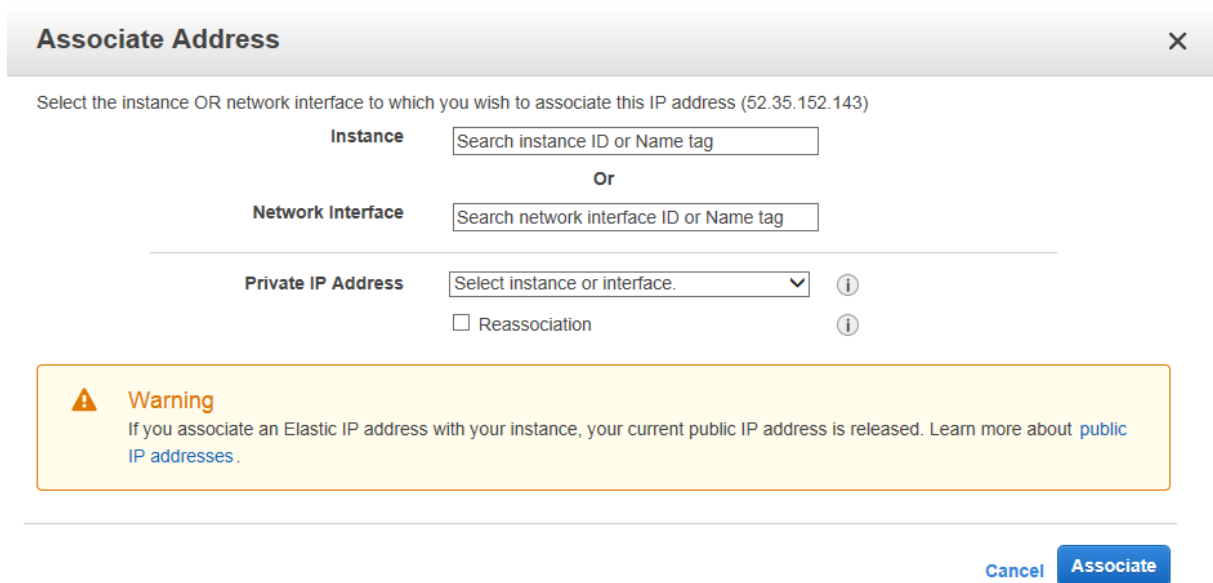 Associate Address
Select the instance OR network interface to which you wish to associate this IP address (52.35.152.143)
Instance
Search instance ID or Name tag
Or
Network Interface
Search network interface ID or Name tag
Private IP Address
Select instance or interface.
Reassociation
Warning
If you associate an Elastic IP address with your instance, your current public IP address is released. Learn more about public
IP addresses.
Cancel
Associate